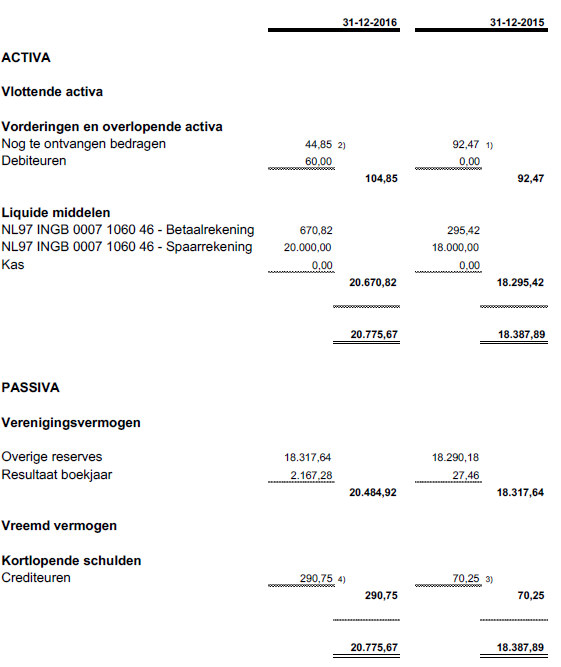 31-12-2016 31-12-2015
ACTIVA
Vlottende activa
Vorderingen en overlopende activa
Nog te ontvangen bedragen 44,85 2) 92,47 1)
Debiteuren 60,00 0,00
104,85 92,47
Liquide middelen
NL97 INGB 0007 1060 46 - Betaalrekening 670,82 295,42
NL97 INGB 0007 1060 46 - Spaarrekening 20.000,00 18.000,00
Kas 0,00 0,00
20.670,82 18.295,42
20.775,67 18.387,89
PASSIVA
Verenigingsvermogen
Overige reserves 18.317,64 18.290,18
Resultaat boekjaar 2.167,28 27,46
20.484,92 18.317,64
Vreemd vermogen
Kortlopende schulden
Crediteuren 290,75 4) 70,25 3)
290,75 70,25
20.775,67 18.387,89